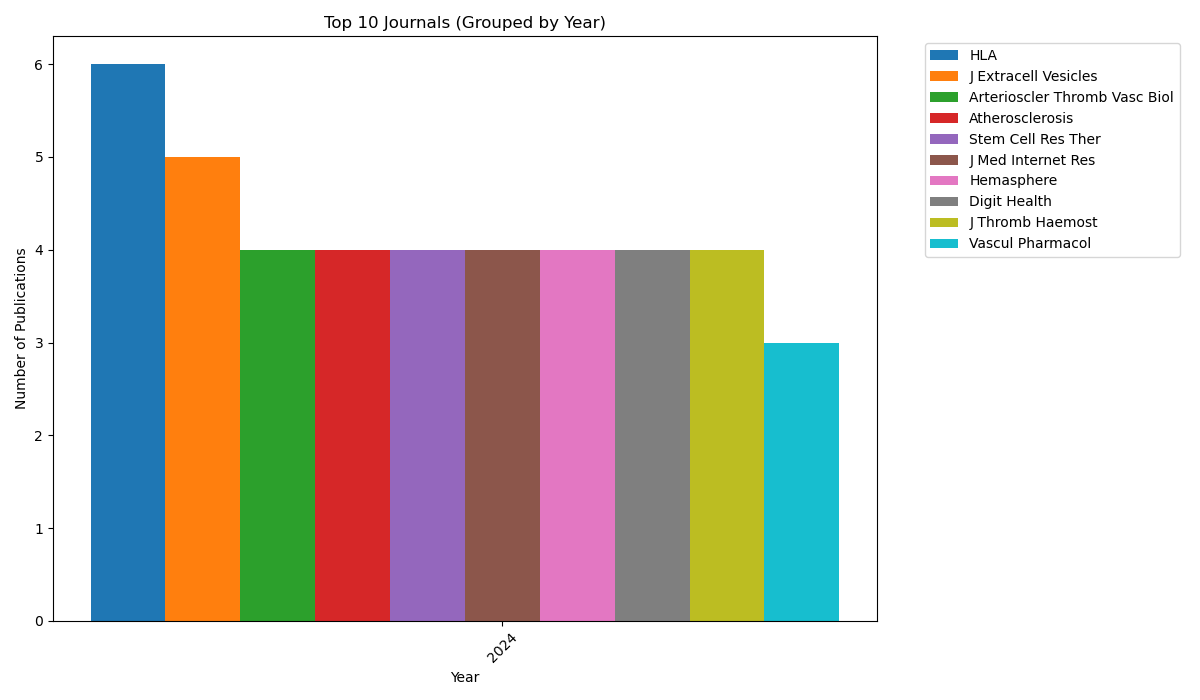 Top 10 Journals (Grouped by Year)
6
5
4
3
2
1
0
Number of Publications
2024
Year
HLA
J Extracell Vesicles
Arterioscler Thromb Vasc Biol
Atherosclerosis
Stem Cell Res Ther
J Med Internet Res
Hemasphere
Digit Health
J Thromb Haemost
Vascul Pharmacol